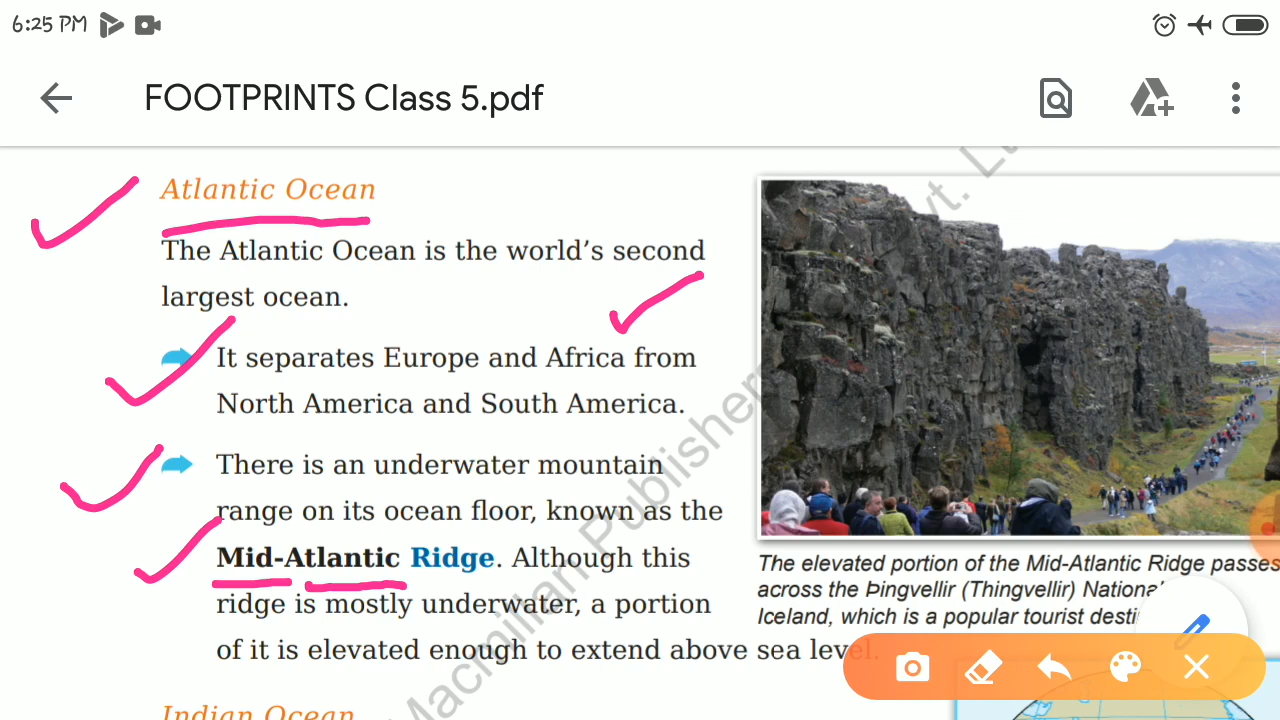 6:25 PM
FOOTPRINTS Class 5.pdf
Atlantic Ocean
The Atlantic Ocean is the world's second
largest ocean.
It separates Europe and Africa from
North America and South America.
There is an underwater mountain
range on its ocean floor, known as the
Mid-Atlantic Ridge. Although this
ridge is mostly underwater, a portion
of it is elevated enough to extend above sea level.
The elevated portion of the Mid-Atlantic Ridge passes
across the Þingvellir (Thingvellir) National
Iceland, which is a popular tourist
Indian Ocean
Macmillan Publishers
vt. Lt